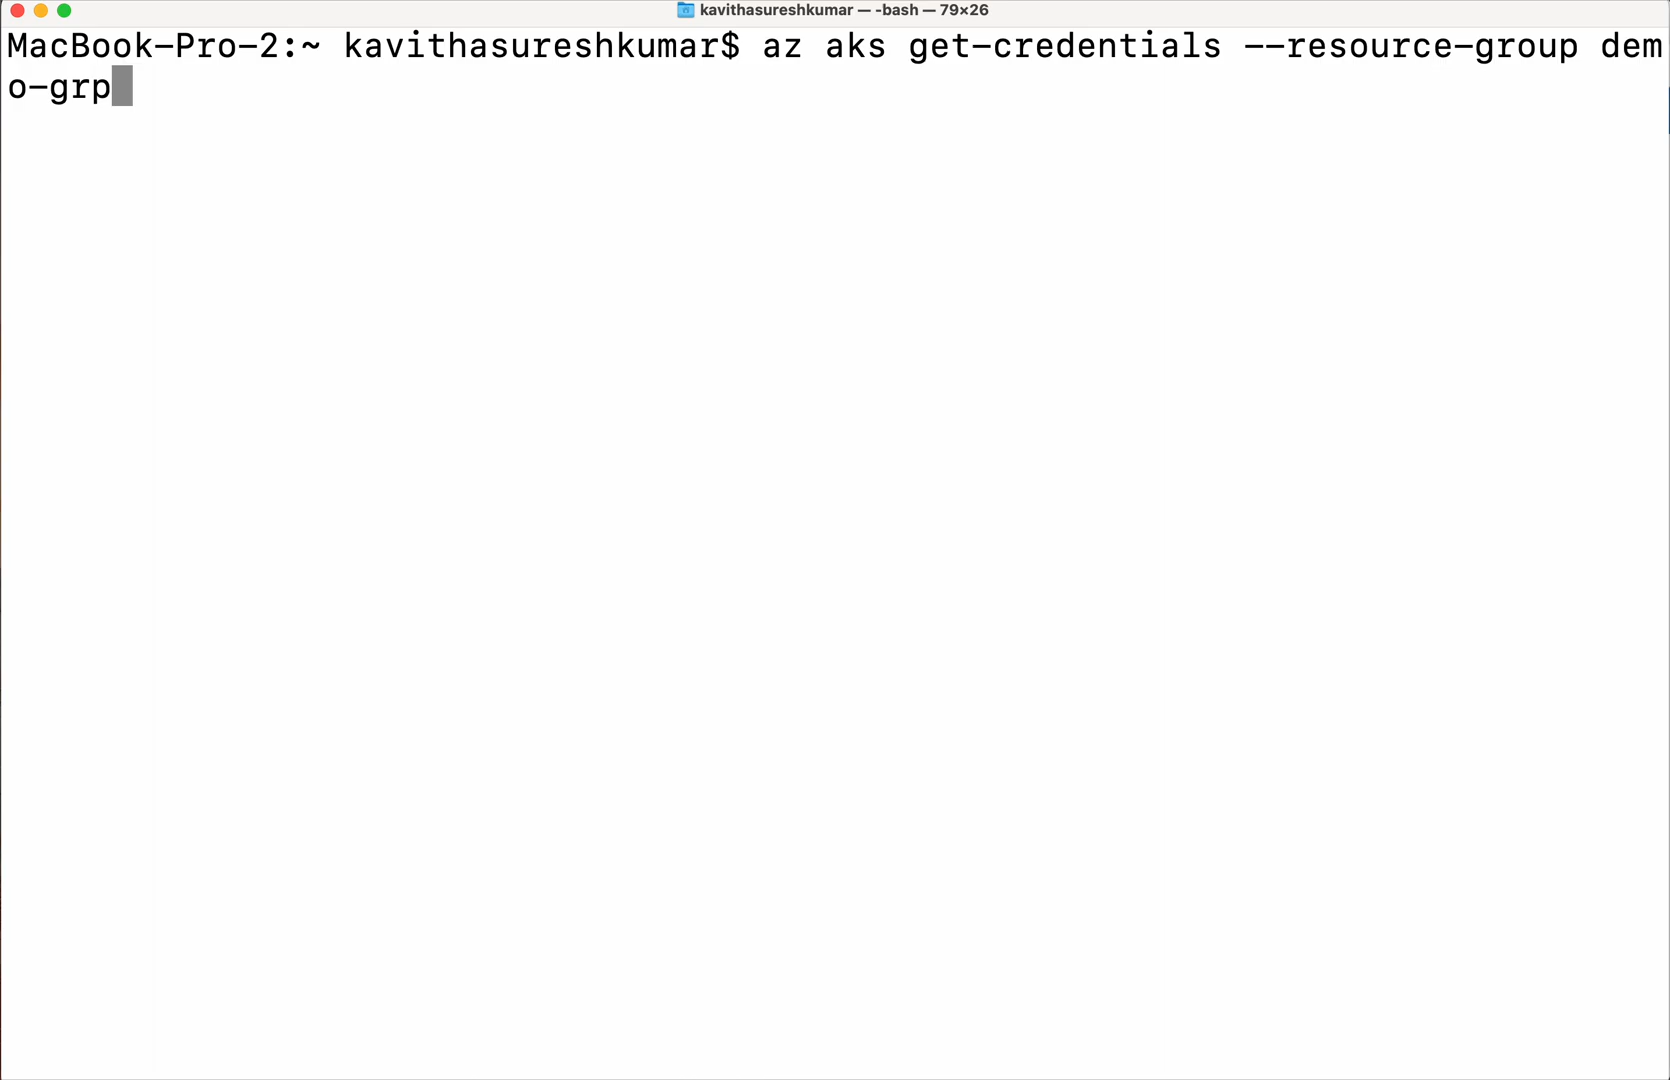 kavithasureshkumar — -bash — 79×26
MacBook-Pro-2:~ kavithasureshkumar$ az aks get-credentials --resource-group dem
o-grp